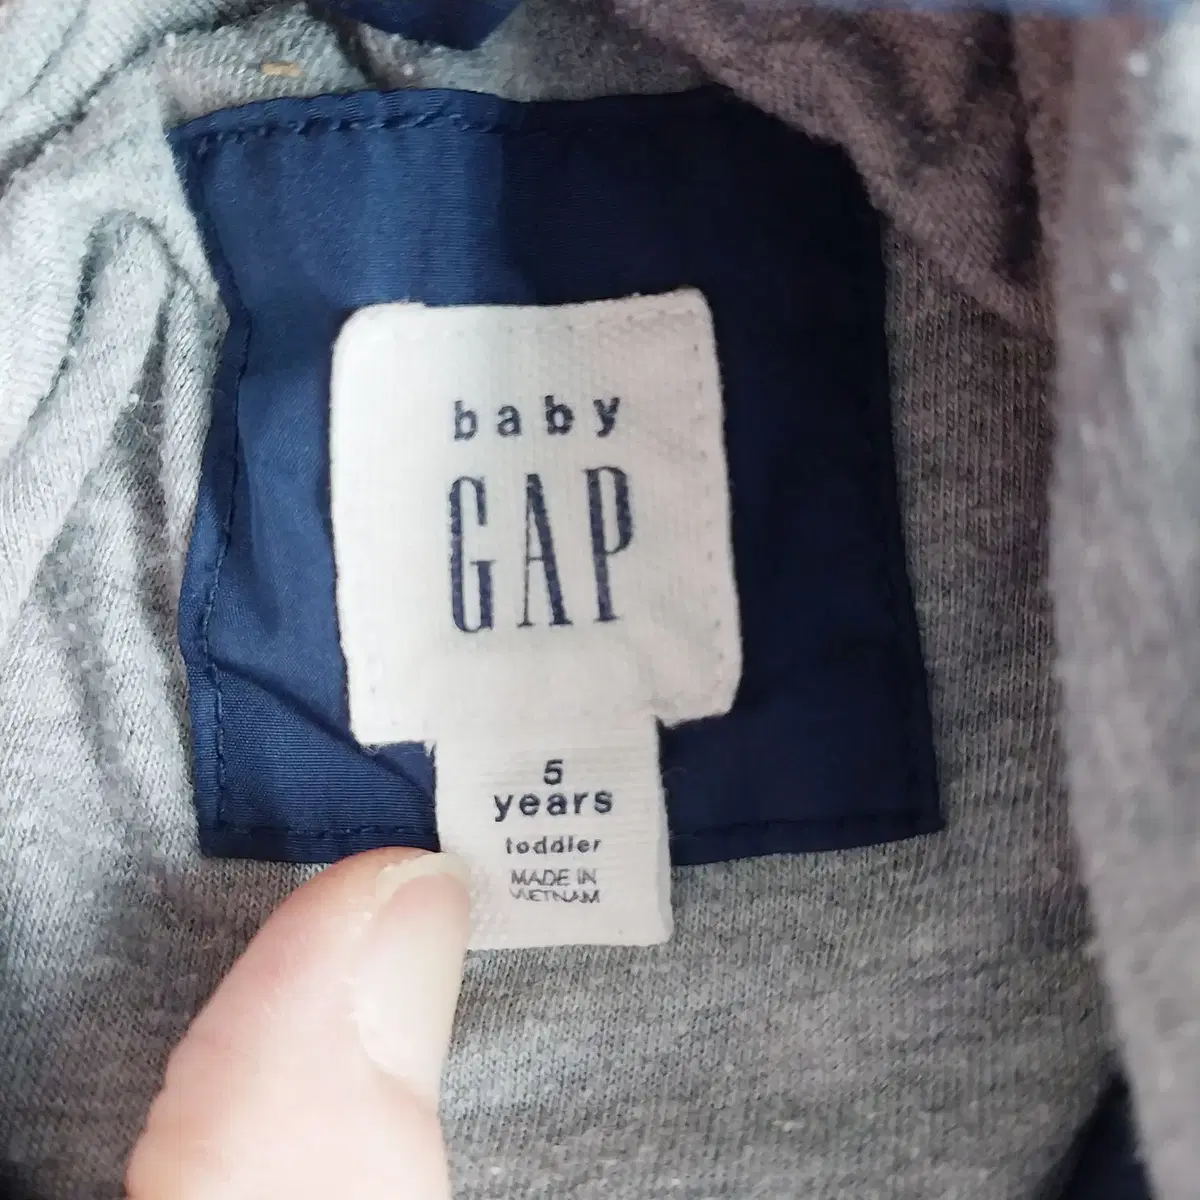 baby
GAP
5
years
toddler
MADE IN
VIETNAM